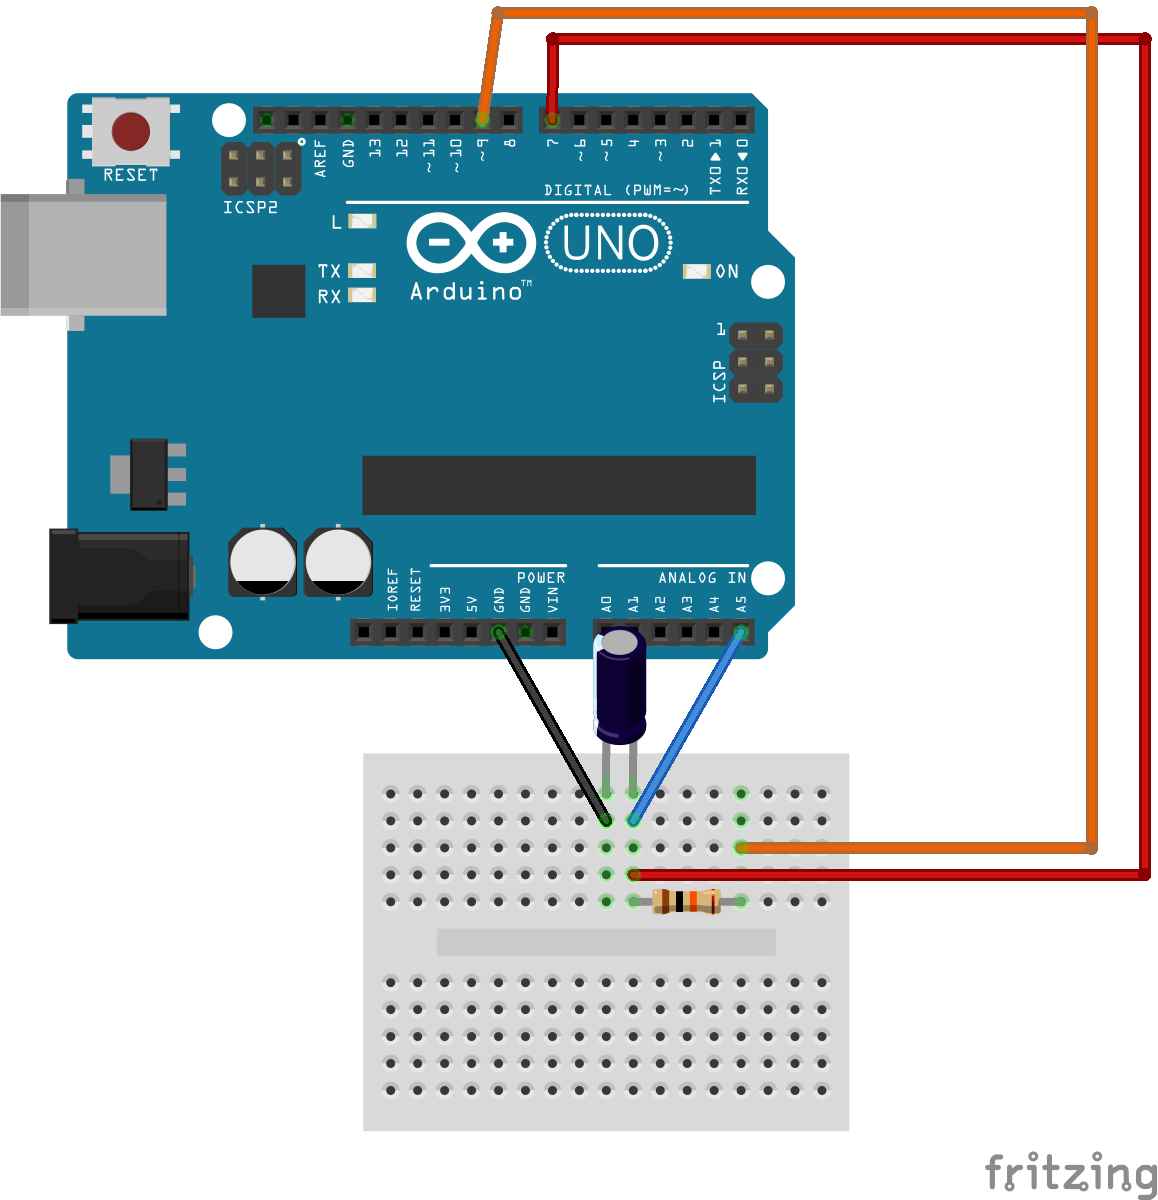 RESET
ICSP2
AREF
GND
13
12
~11
~10
~9
8
7
~6
~5
4
~3
2
TX0▶1
RX0◀0
DIGITAL (PWM=~)
L
TX
RX
UNO
Arduino™
ON
1
ICSP
IOREF
RESET
3V3
5V
GND
GND
VIN
POWER
A0
A1
A2
A3
A4
A5
ANALOG IN
fritzing